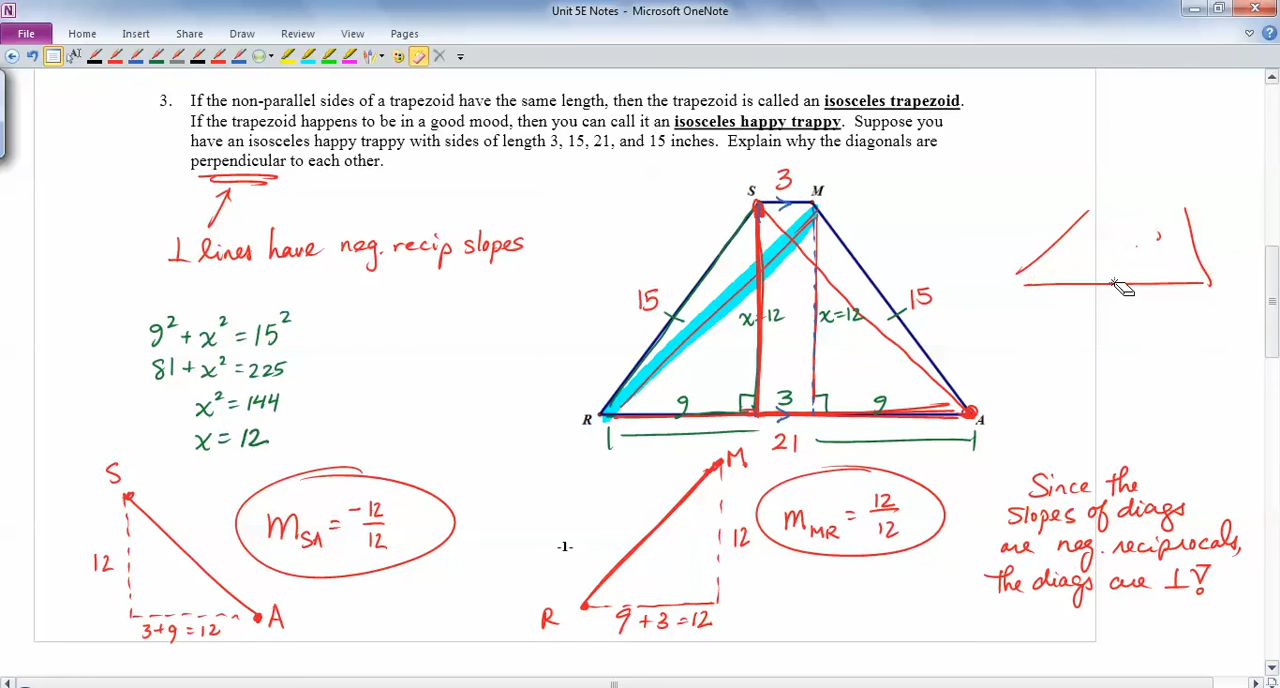 Unit 5E Notes - Microsoft OneNote
File Home Insert Share Draw Review View Pages
3. If the non-parallel sides of a trapezoid have the same length, then the trapezoid is called an isosceles trapezoid.
If the trapezoid happens to be in a good mood, then you can call it an isosceles happy trappy. Suppose you
have an isosceles happy trappy with sides of length 3, 15, 21, and 15 inches. Explain why the diagonals are
perpendicular to each other.
⊥ lines have neg. recip slopes
9² + x² = 15²
81 + x² = 225
x² = 144
x = 12
3
S M
15 15
x=12 x=12
9 3 9
R A
21
S
12
3+9=12 A
m_SA = -12/12
M
12
R 9+3=12
m_MR = 12/12
-1-
Since the
slopes of diags
are neg. reciprocals,
the diags are ⊥!